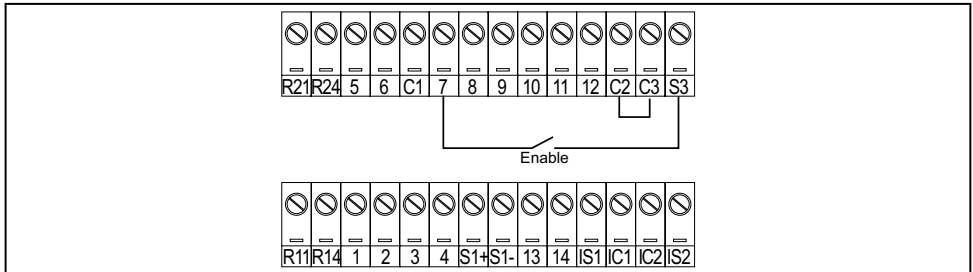 R21 R24 5 6 C1 7 8 9 10 11 12 C2 C3 S3
Enable
R11 R14 1 2 3 4 S1+ S1- 13 14 IS1 IC1 IC2 IS2